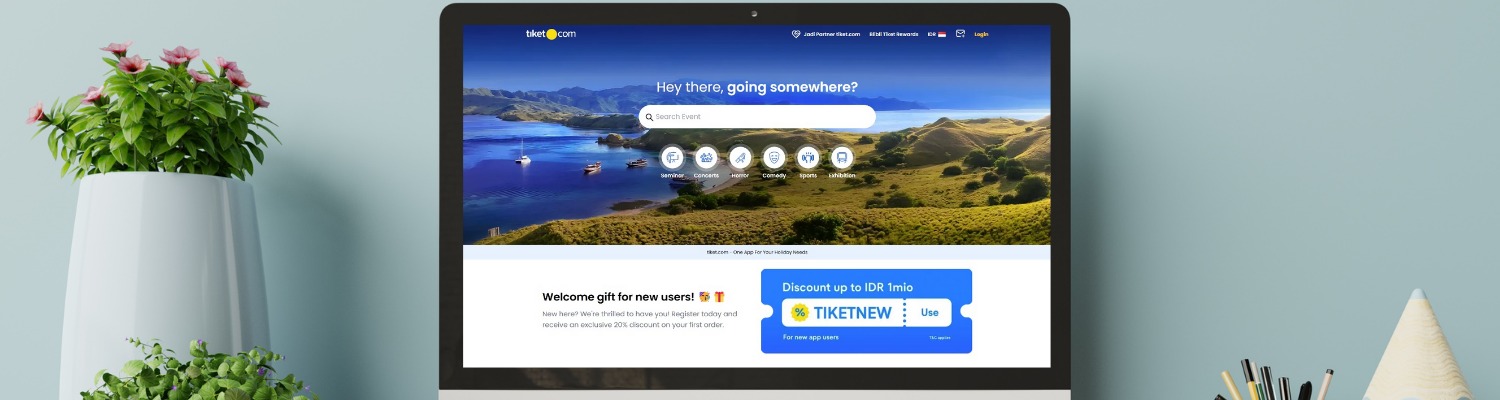 tiket.com
Jadi Partner tiket.com
Blibli Tiket Rewards
IDR
Login
Hey there, going somewhere?
Search Event
Seminar
Concerts
Horror
Comedy
Sports
Exhibition
tiket.com - One App For Your Holiday Needs
Welcome gift for new users!
New here? We're thrilled to have you! Register today and
receive an exclusive 20% discount on your first order.
Discount up to IDR 1mio
% TIKETNEW
Use
For new app users
T&C applies